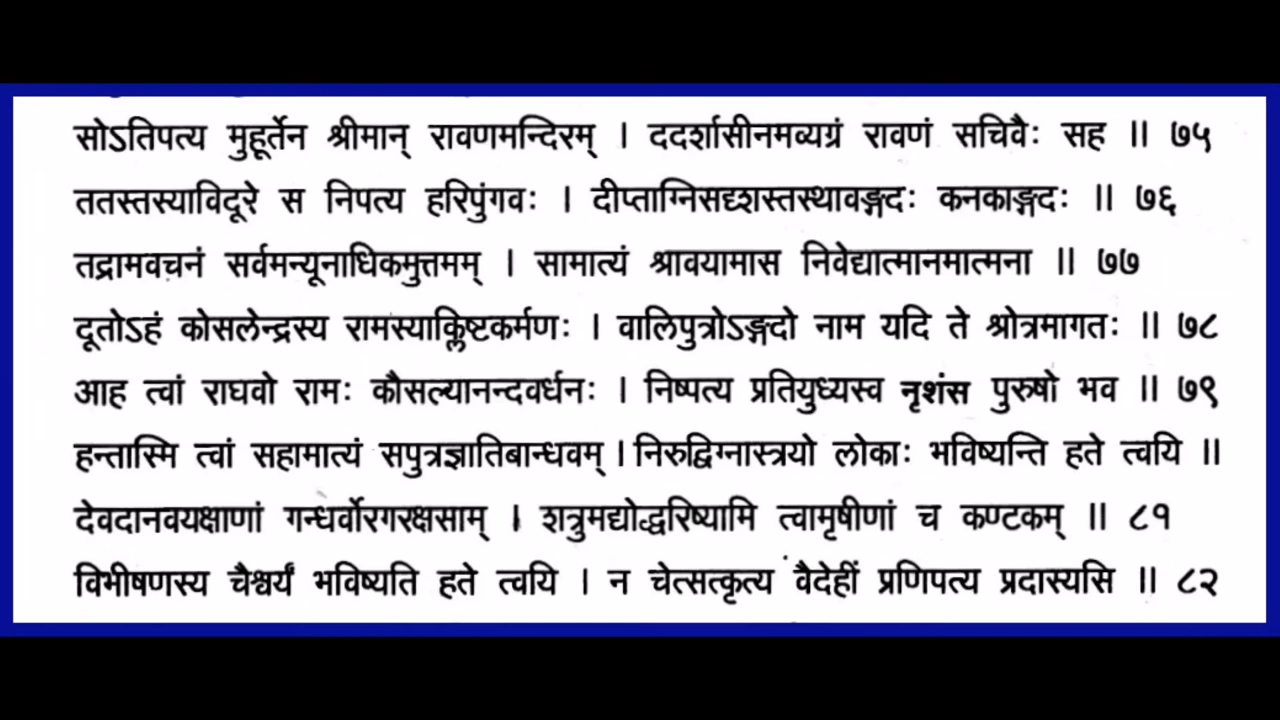 सोऽतिपत्य मुहूर्तेन श्रीमान् रावणमन्दिरम् । ददर्शासीनमव्यग्रं रावणं सचिवैः सह ॥ ७५
ततस्तस्याविदूरे स निपत्य हरिपुंगवः । दीप्ताग्निसदृशस्तस्थावङ्गदः कनकाङ्गदः ॥ ७६
तद्रामवचनं सर्वमन्यूनाधिकमुत्तमम् । सामात्यं श्रावयामास निवेद्यात्मानमात्मना ॥ ७७
दूतोऽहं कोसलेन्द्रस्य रामस्याक्लिष्टकर्मणः । वालिपुत्रोऽङ्गदो नाम यदि ते श्रोत्रमागतः ॥ ७८
आह त्वां राघवो रामः कौसल्यानन्दवर्धनः । निष्पत्य प्रतियुध्यस्व नृशंस पुरुषो भव ॥ ७९
हन्तास्मि त्वां सहामात्यं सपुत्रज्ञातिबान्धवम् । निरुद्विग्नास्त्रयो लोकाः भविष्यन्ति हते त्वयि ॥
देवदानवयक्षाणां गन्धर्वोरगरक्षसाम् । शत्रुमद्योद्धरिष्यामि त्वामृषीणां च कण्टकम् ॥ ८१
विभीषणस्य चैश्वर्यं भविष्यति हते त्वयि । न चेत्सत्कृत्य वैदेहीं प्रणिपत्य प्रदास्यसि ॥ ८२